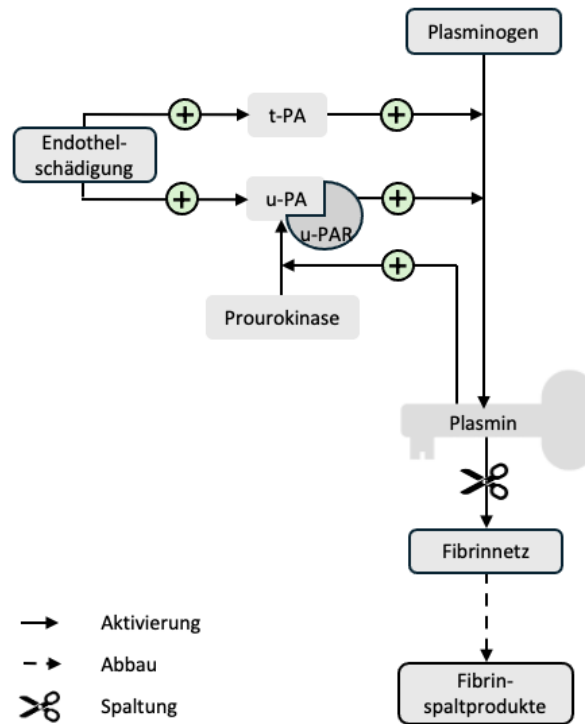 Plasminogen
t-PA
Endothel-
schädigung
u-PA
u-PAR
Prourokinase
Plasmin
Fibrinnetz
Aktivierung
Abbau
Fibrin-
spaltprodukte
Spaltung